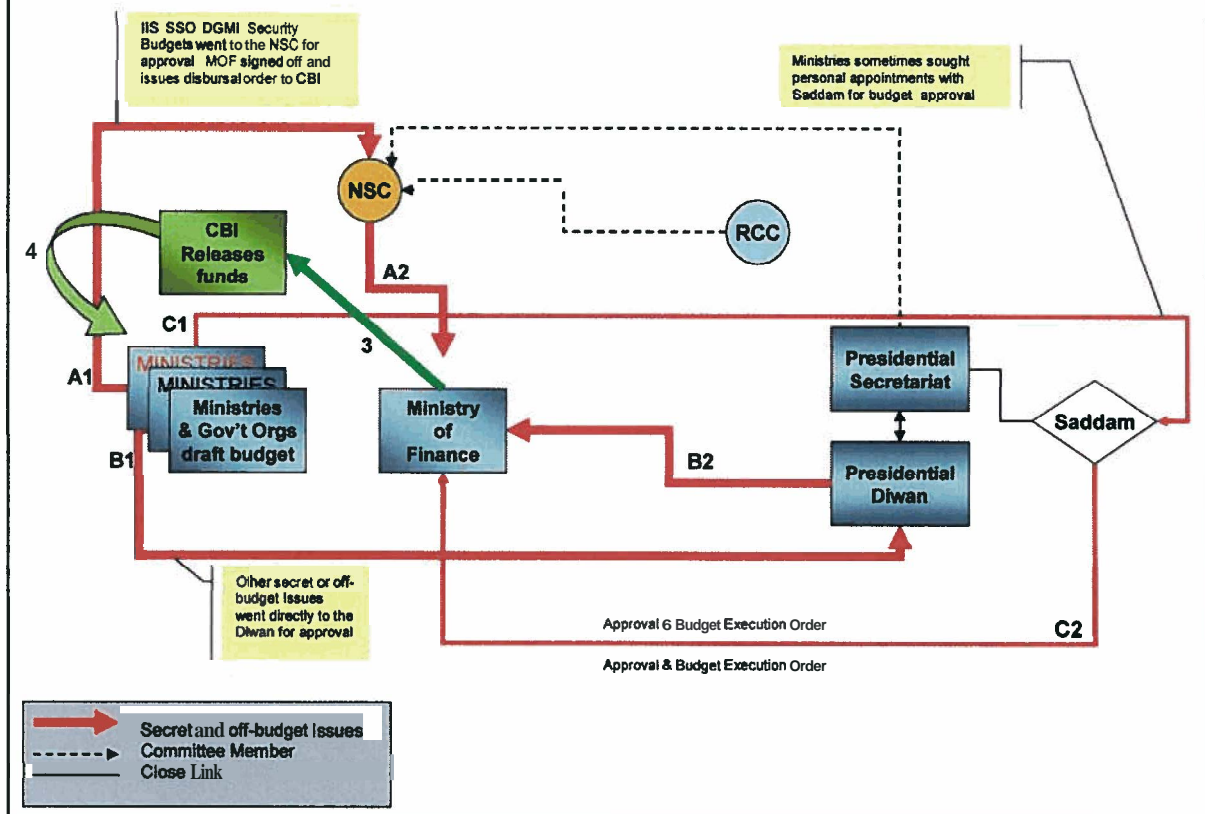 IIS SSO DGMI Security
Budgets went to the NSC for
approval MOF signed off and
issues disbursal order to CBI
Ministries sometimes sought
personal appointments with
Saddam for budget approval
NSC
CBI
Releases
funds
RCC
4
A2
C1
3
A1
MINISTRIES
MINISTRIES
Ministries
& Gov't Orgs
draft budget
Ministry
of
Finance
Presidential
Secretariat
Saddam
B1
B2
Presidential
Diwan
Other secret or off-
budget Issues
went directly to the
Diwan for approval
Approval 6 Budget Execution Order
C2
Approval & Budget Execution Order
Secret and off-budget Issues
Committee Member
Close Link